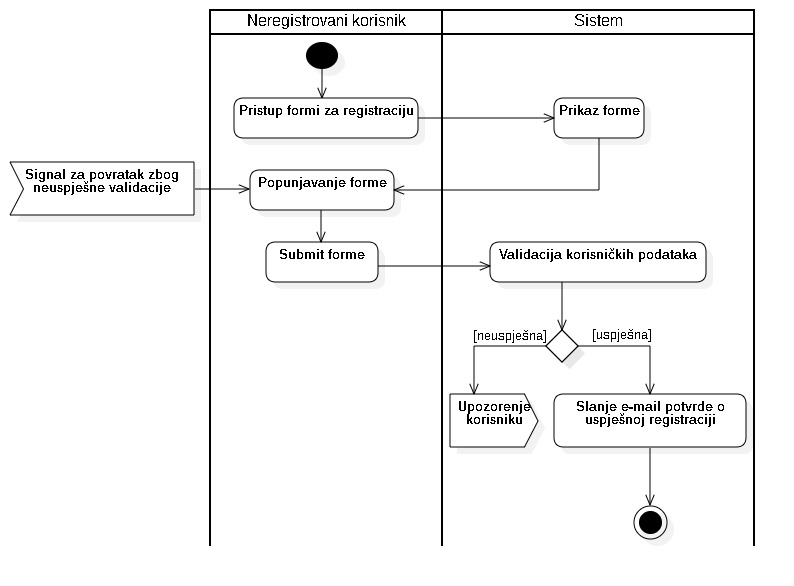 Neregistrovani korisnik
Sistem
Pristup formi za registraciju
Prikaz forme
Signal za povratak zbog
neuspješne validacije
Popunjavanje forme
Submit forme
Validacija korisničkih podataka
[neuspješna]
[uspješna]
Upozorenje
korisniku
Slanje e-mail potvrde o
uspješnoj registraciji